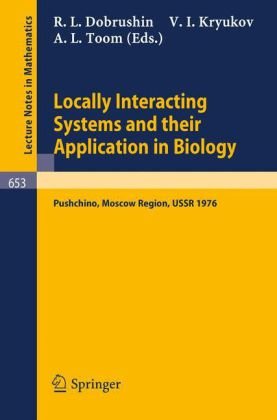 R. L. Dobrushin V. I. Kryukov
A. L. Toom (Eds.)
Lecture Notes in Mathematics
653
Locally Interacting
Systems and their
Application in Biology
Pushchino, Moscow Region, USSR 1976
Springer